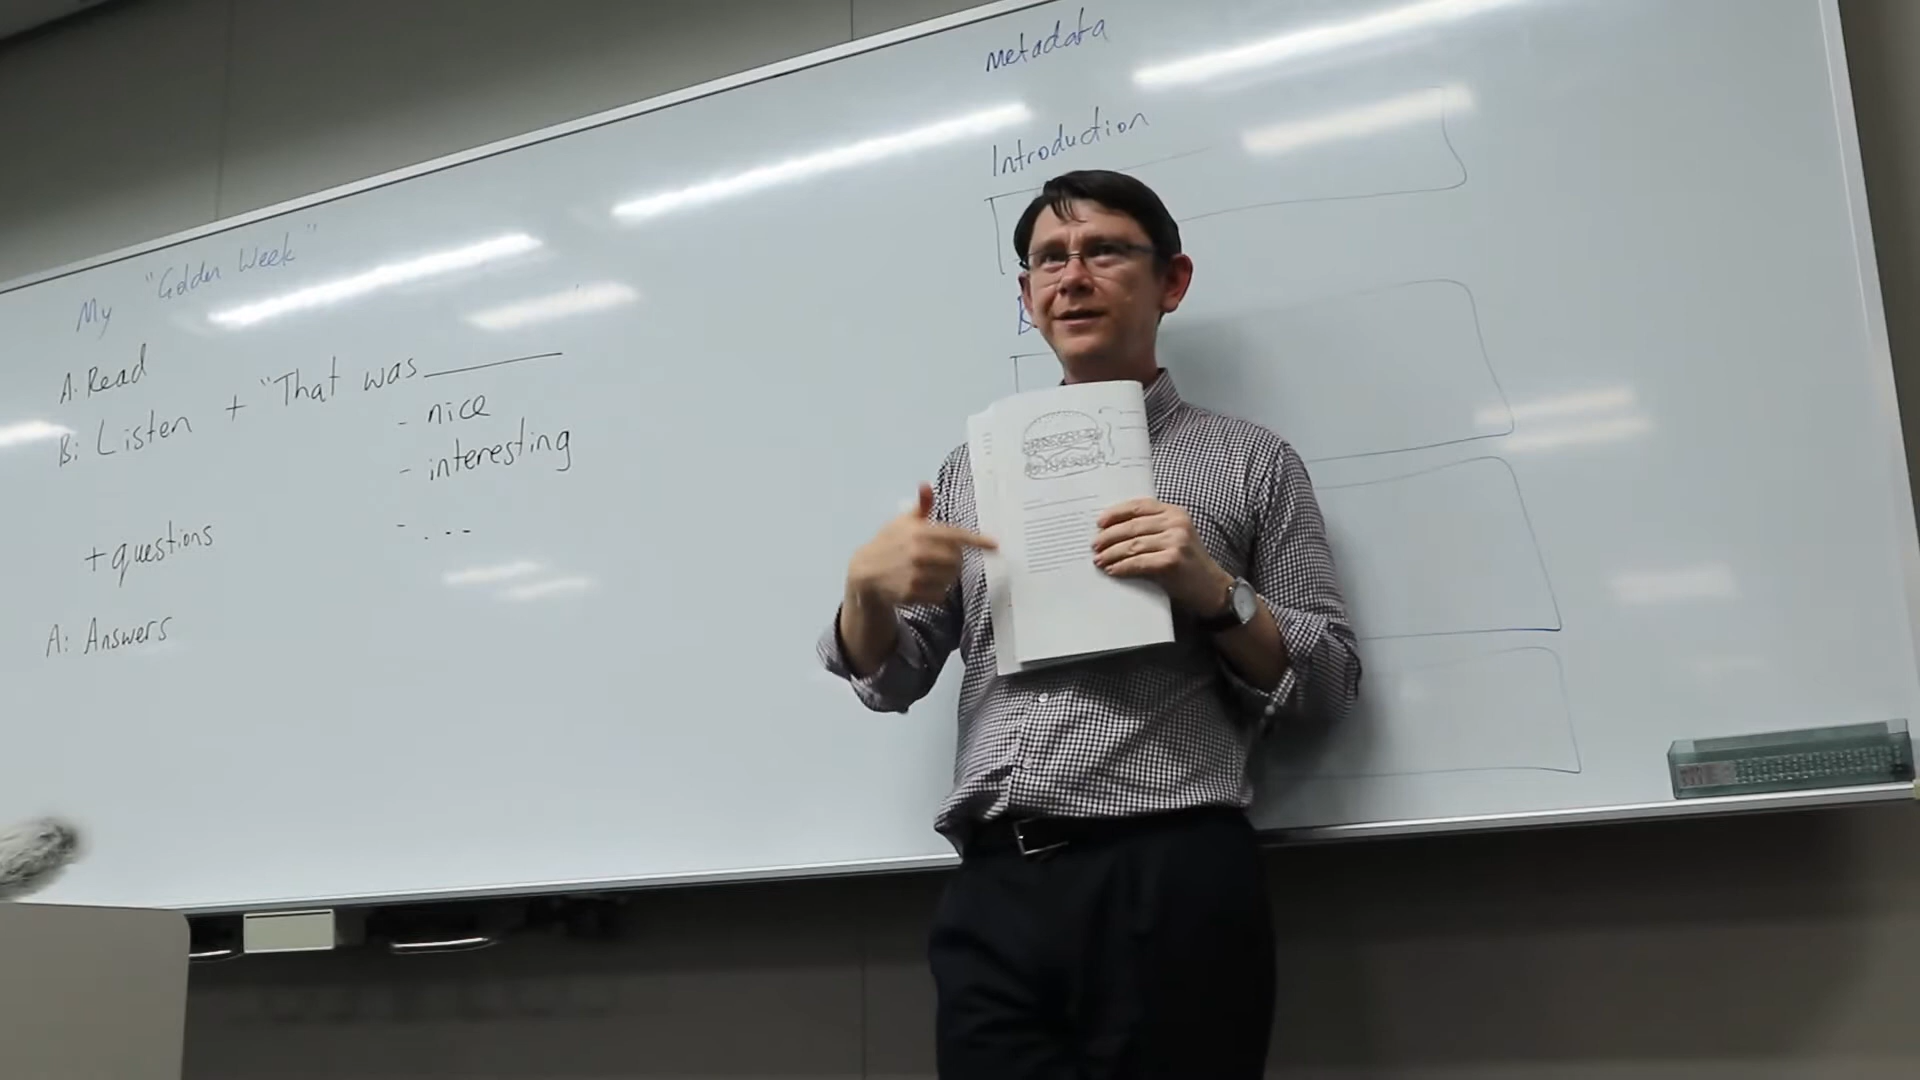 My "Golden Week"
A: Read
B: Listen + "That was ______
- nice
- interesting
- ...
+ questions
A: Answers
Metadata
Introduction
B